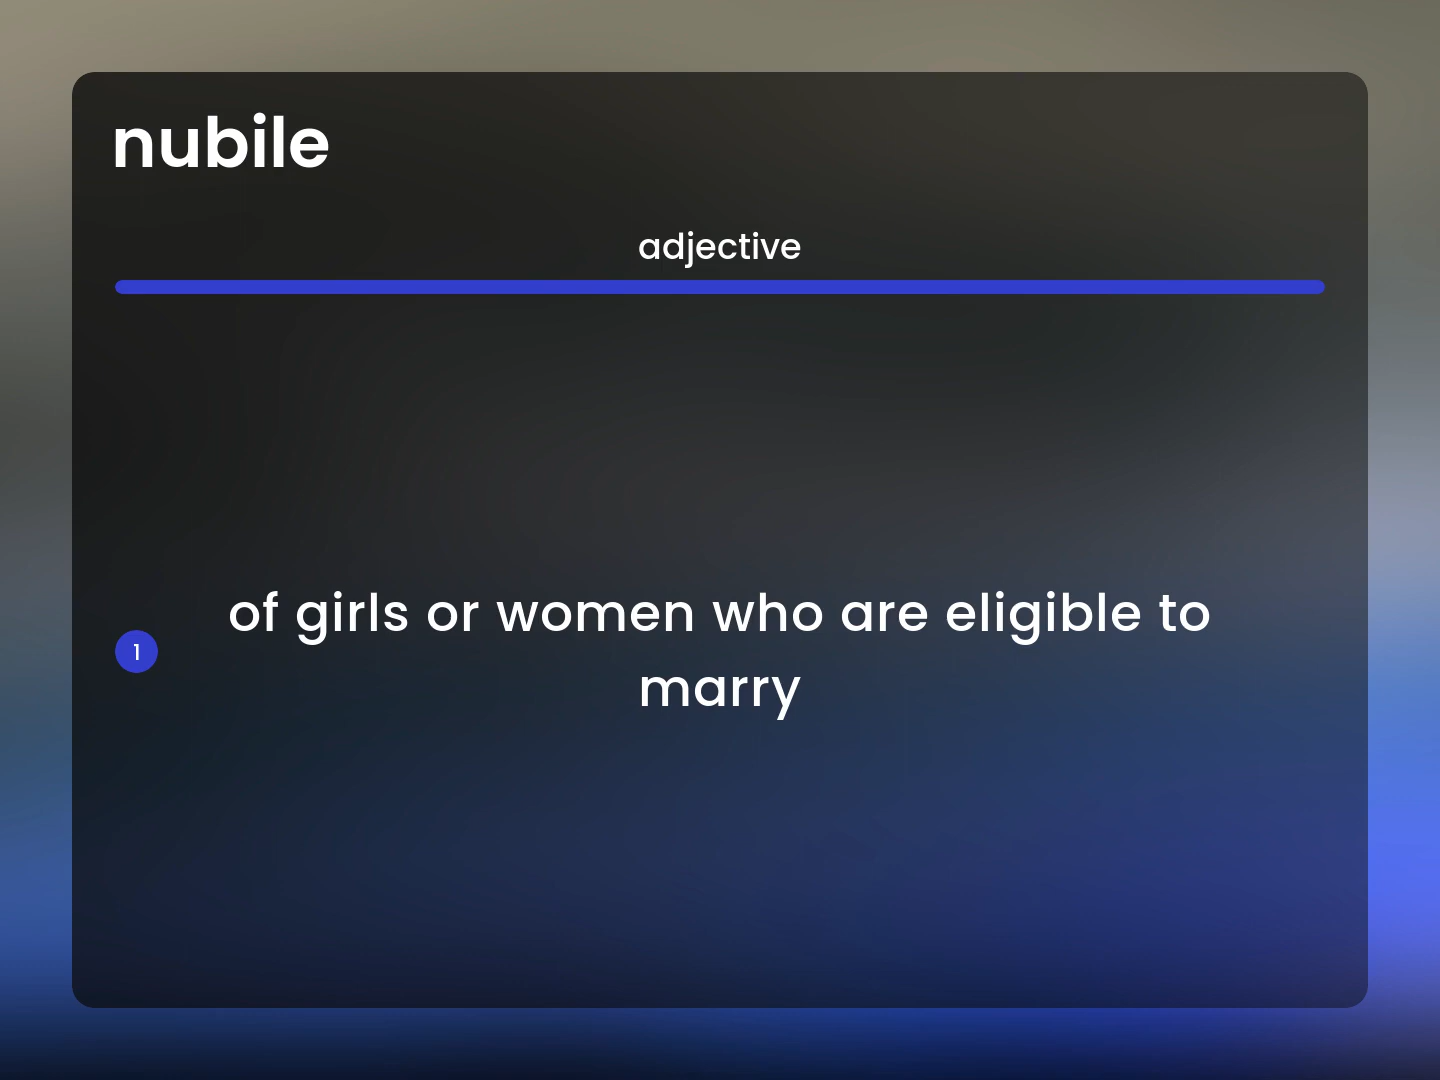 nubile
adjective
1
of girls or women who are eligible to
marry